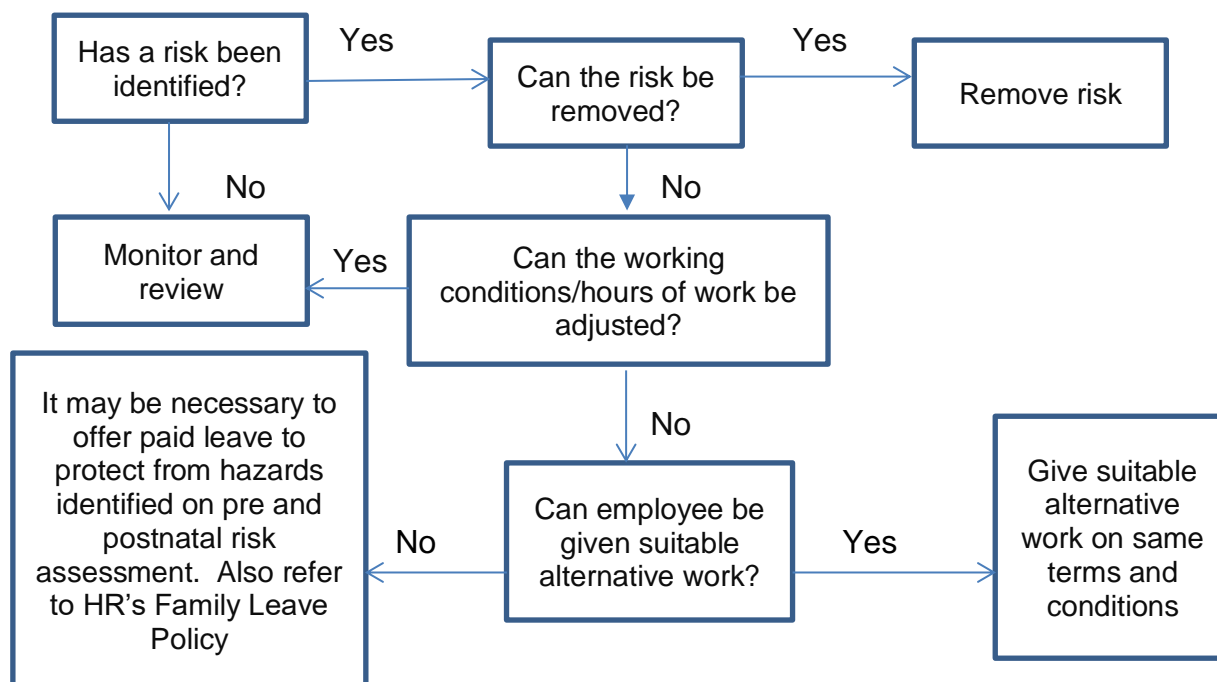 Has a risk been
identified?
Yes
Can the risk be
removed?
Yes
Remove risk
No
No
Monitor and
review
Yes
Can the working
conditions/hours of work be
adjusted?
No
It may be necessary to
offer paid leave to
protect from hazards
identified on pre and
postnatal risk
assessment.  Also refer
to HR’s Family Leave
Policy
No
Can employee be
given suitable
alternative work?
Yes
Give suitable
alternative
work on same
terms and
conditions